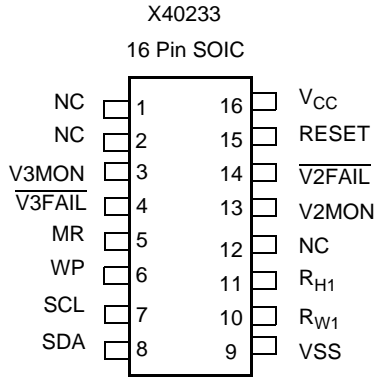 X40233
16 Pin SOIC
NC 1 16 VCC
NC 2 15 RESET
V3MON 3 14 V2FAIL
V3FAIL 4 13 V2MON
MR 5 12 NC
WP 6 11 RH1
SCL 7 10 RW1
SDA 8 9 VSS